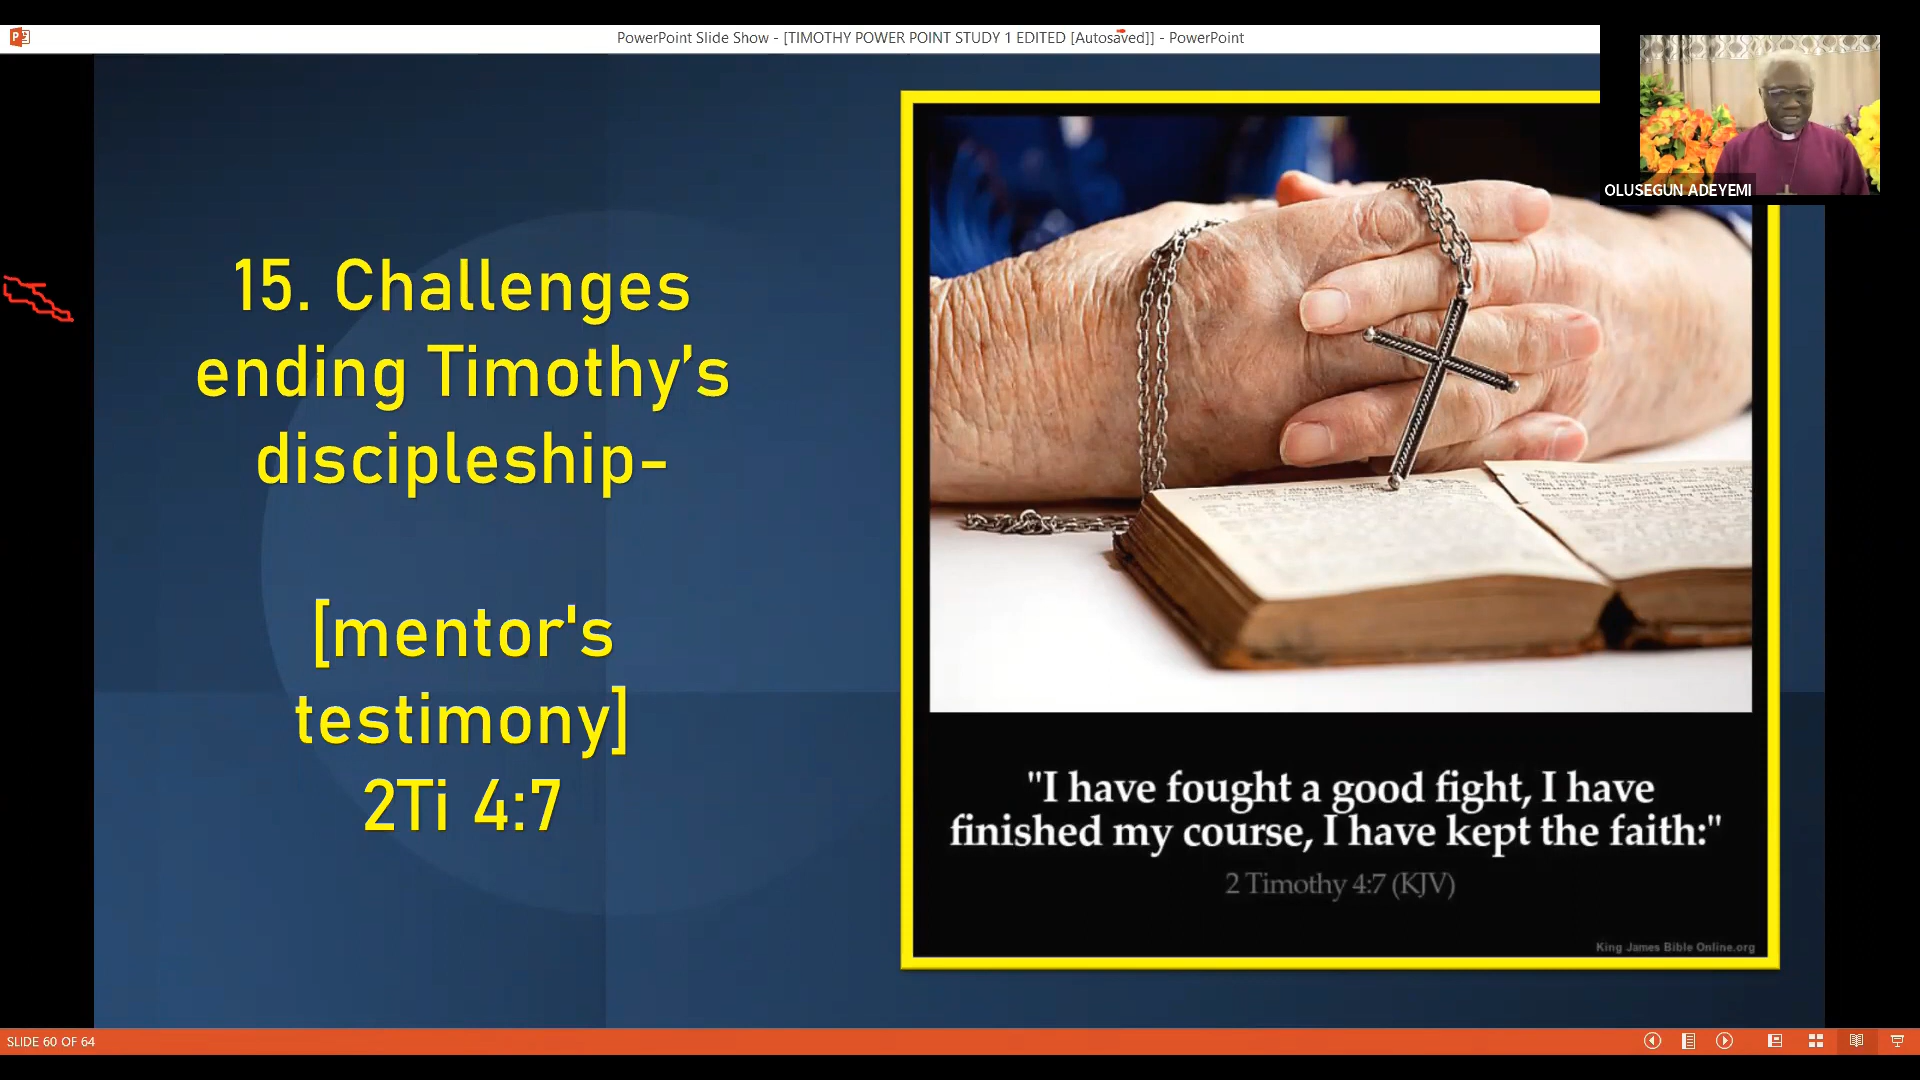 PowerPoint Slide Show - [TIMOTHY POWER POINT STUDY 1 EDITED [Autosaved]] - PowerPoint
OLUSEGUN ADEYEMI
15. Challenges
ending Timothy’s
discipleship-
[mentor's
testimony]
2Ti 4:7
"I have fought a good fight, I have
finished my course, I have kept the faith:"
2 Timothy 4:7 (KJV)
King James Bible Online.org
SLIDE 60 OF 64